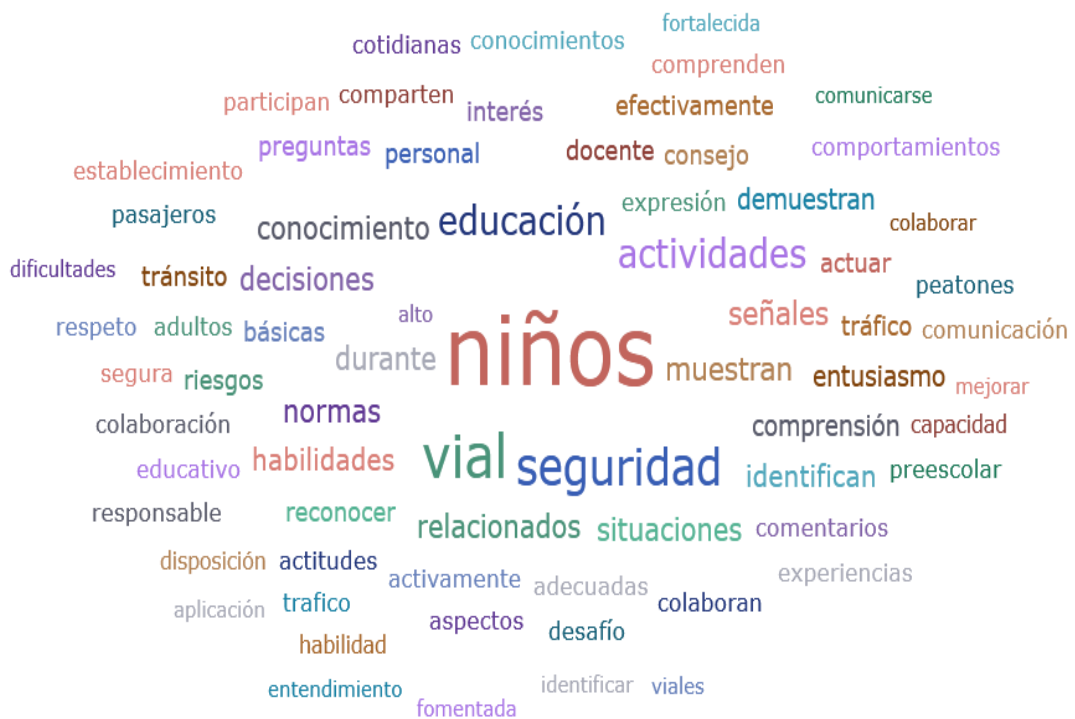 fortalecida
cotidianas conocimientos
comprenden
participan comparten interés efectivamente comunicarse
preguntas personal docente consejo comportamientos
establecimiento
pasajeros conocimiento educación expresión demuestran colaborar
dificultades tránsito decisiones actividades actuar peatones
respeto adultos básicas alto señales tráfico comunicación
segura riesgos durante niños muestran entusiasmo mejorar
colaboración normas comprensión capacidad
educativo habilidades vial seguridad identifican preescolar
responsable reconocer relacionados situaciones comentarios
disposición actitudes activamente adecuadas experiencias
aplicación trafico aspectos desafío colaboran
habilidad
entendimiento identificar viales
fomentada